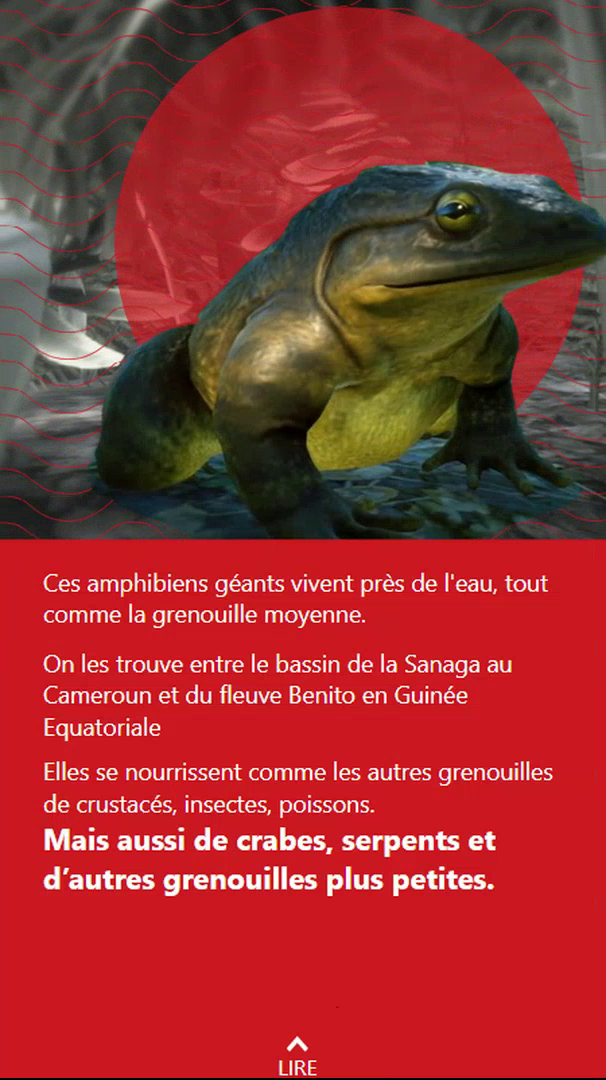 Ces amphibiens géants vivent près de l'eau, tout
comme la grenouille moyenne.
On les trouve entre le bassin de la Sanaga au
Cameroun et du fleuve Benito en Guinée
Equatoriale
Elles se nourrissent comme les autres grenouilles
de crustacés, insectes, poissons.
Mais aussi de crabes, serpents et
d’autres grenouilles plus petites.
LIRE